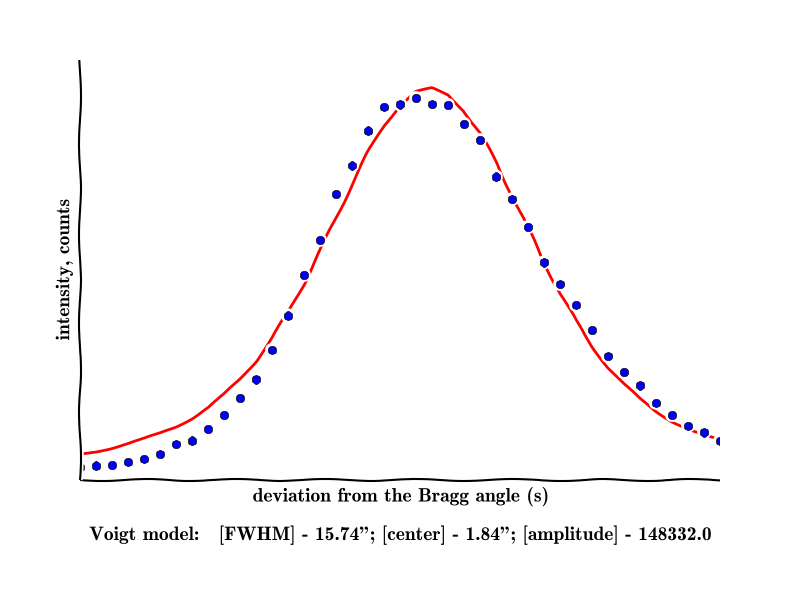 intensity, counts
deviation from the Bragg angle (s)
Voigt model: [FWHM] - 15.74”; [center] - 1.84”; [amplitude] - 148332.0